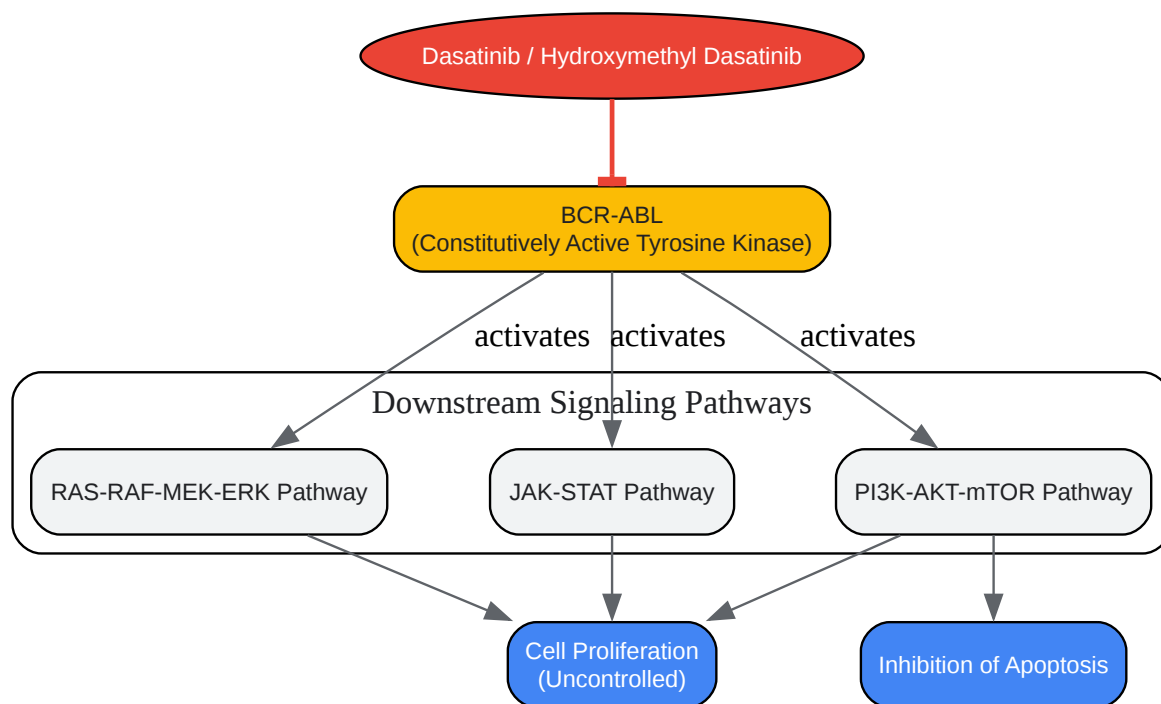 Dasatinib / Hydroxymethyl Dasatinib
BCR-ABL
(Constitutively Active Tyrosine Kinase)
activates
activates
activates
Downstream Signaling Pathways
RAS-RAF-MEK-ERK Pathway
JAK-STAT Pathway
PI3K-AKT-mTOR Pathway
Cell Proliferation
(Uncontrolled)
Inhibition of Apoptosis